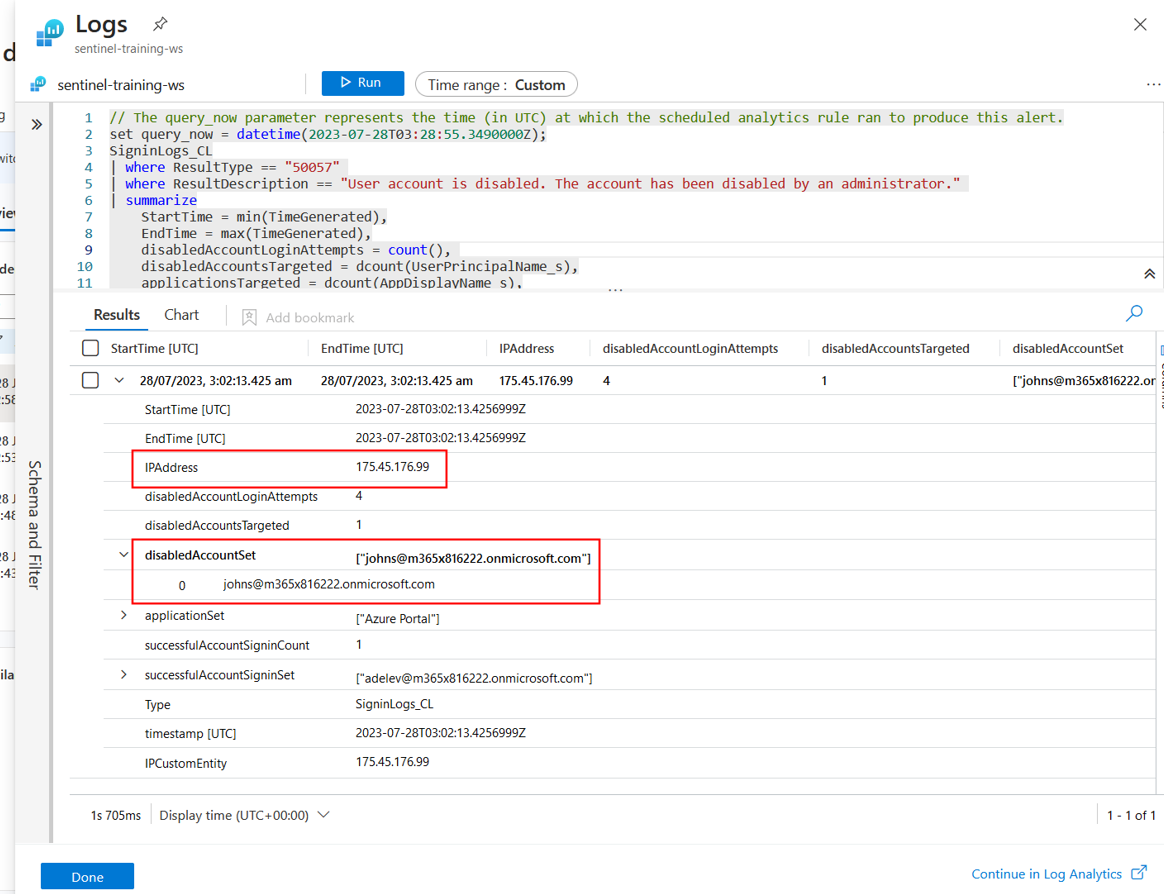 Logs
sentinel-training-ws
sentinel-training-ws
Run
Time range : Custom
1 // The query_now parameter represents the time (in UTC) at which the scheduled analytics rule ran to produce this alert.
2 set query_now = datetime(2023-07-28T03:28:55.3490000Z);
3 SigninLogs_CL
4 | where ResultType == "50057"
5 | where ResultDescription == "User account is disabled. The account has been disabled by an administrator."
6 | summarize
7 StartTime = min(TimeGenerated),
8 EndTime = max(TimeGenerated),
9 disabledAccountLoginAttempts = count(),
10 disabledAccountsTargeted = dcount(UserPrincipalName_s),
11 applicationsTargeted = dcount(AppDisplayName_s),
Schema and Filter
Results Chart Add bookmark
StartTime [UTC] EndTime [UTC] IPAddress disabledAccountLoginAttempts disabledAccountsTargeted disabledAccountSet
28/07/2023, 3:02:13.425 am 28/07/2023, 3:02:13.425 am 175.45.176.99 4 1 ["johns@m365x816222.or
StartTime [UTC] 2023-07-28T03:02:13.4256999Z
EndTime [UTC] 2023-07-28T03:02:13.4256999Z
IPAddress 175.45.176.99
disabledAccountLoginAttempts 4
disabledAccountsTargeted 1
disabledAccountSet ["johns@m365x816222.onmicrosoft.com"]
0 johns@m365x816222.onmicrosoft.com
applicationSet ["Azure Portal"]
successfulAccountSigninCount 1
successfulAccountSigninSet ["adelev@m365x816222.onmicrosoft.com"]
Type SigninLogs_CL
timestamp [UTC] 2023-07-28T03:02:13.4256999Z
IPCustomEntity 175.45.176.99
1s 705ms Display time (UTC+00:00) 1 - 1 of 1
Done Continue in Log Analytics